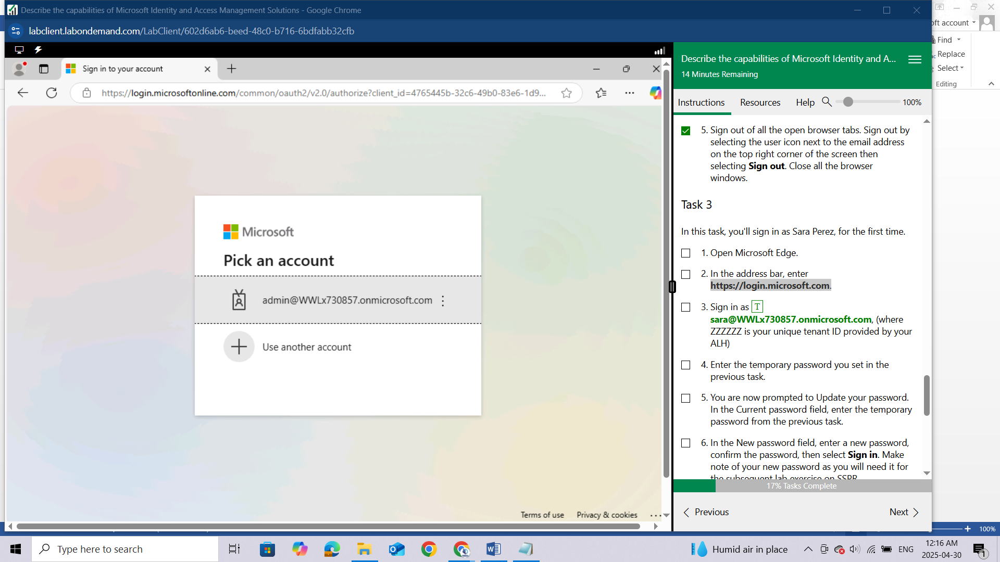 Describe the capabilities of Microsoft Identity and Access Management Solutions - Google Chrome
labclient.labondemand.com/LabClient/602d6ab6-beed-48c0-b716-6bdfabb32cfb
Sign in to your account
https://login.microsoftonline.com/common/oauth2/v2.0/authorize?client_id=4765445b-32c6-49b0-83e6-1d9...
Microsoft
Pick an account
admin@WWLx730857.onmicrosoft.com
Use another account
Terms of use
Privacy & cookies
Describe the capabilities of Microsoft Identity and A...
14 Minutes Remaining
Instructions
Resources
Help
100%
5. Sign out of all the open browser tabs. Sign out by
selecting the user icon next to the email address
on the top right corner of the screen then
selecting Sign out. Close all the browser
windows.
Task 3
In this task, you'll sign in as Sara Perez, for the first time.
1. Open Microsoft Edge.
2. In the address bar, enter
https://login.microsoft.com.
3. Sign in as T
sara@WWLx730857.onmicrosoft.com, (where
ZZZZZZ is your unique tenant ID provided by your
ALH)
4. Enter the temporary password you set in the
previous task.
5. You are now prompted to Update your password.
In the Current password field, enter the temporary
password from the previous task.
6. In the New password field, enter a new password,
confirm the password, then select Sign in. Make
note of your new password as you will need it for
the subsequent lab exercise on SSPR
17% Tasks Complete
Previous
Next
account
Find
Replace
Select
Editing
100%
Type here to search
Humid air in place
ENG
12:16 AM
2025-04-30
1